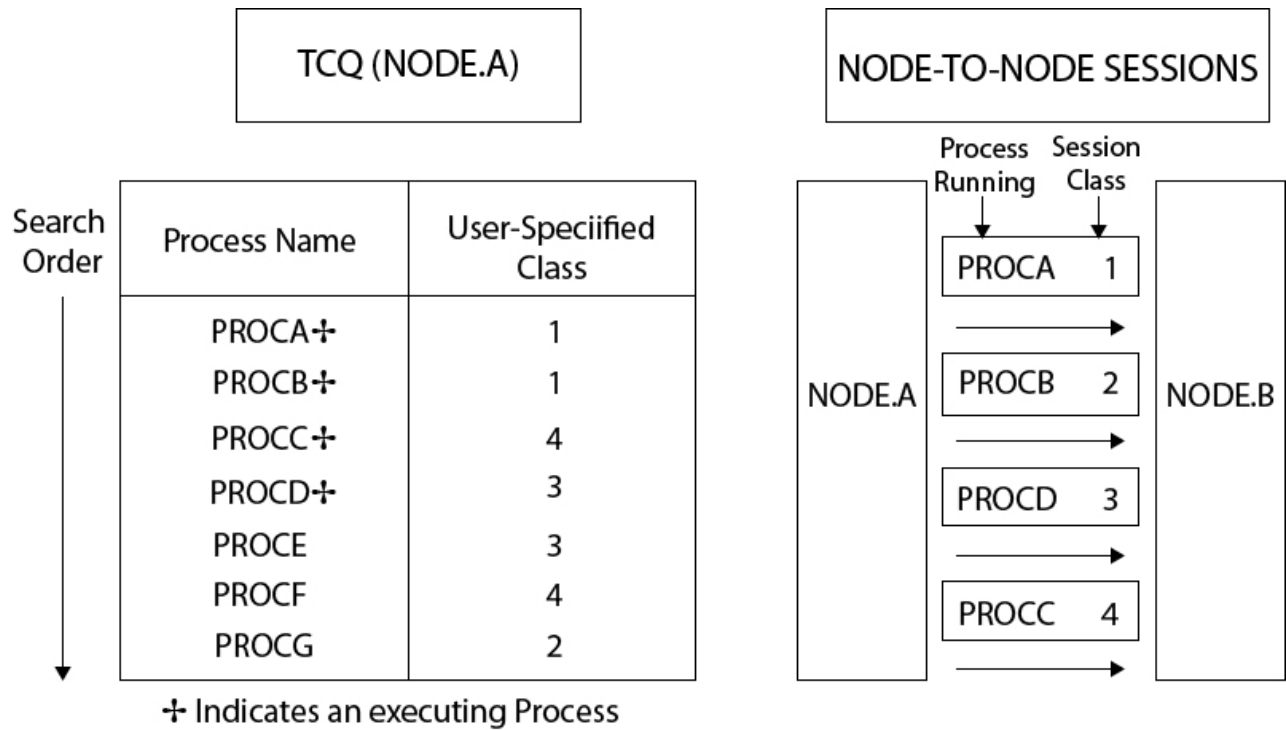 TCQ (NODE.A)
NODE-TO-NODE SESSIONS
Search
Order
Process Name
User-Speciified
Class
PROCA✢ 1
PROCB✢ 1
PROCC✢ 4
PROCD✢ 3
PROCE 3
PROCF 4
PROCG 2
✢ Indicates an executing Process
Process
Running
Session
Class
NODE.A
PROCA 1
PROCB 2
PROCD 3
PROCC 4
NODE.B